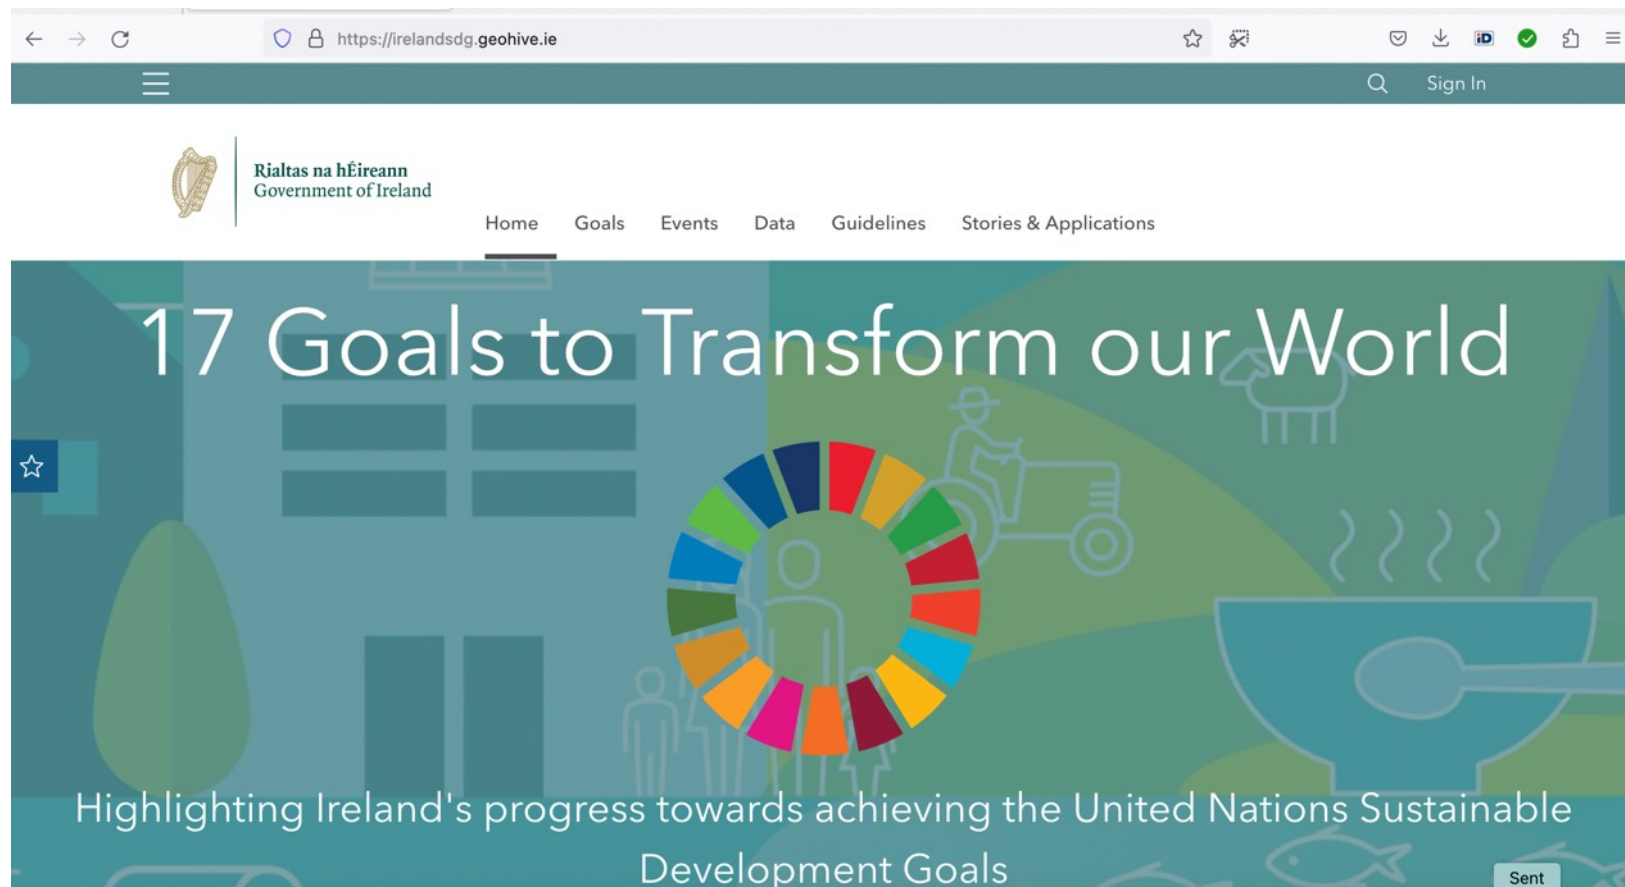 https://irelandsdg.geohive.ie
iD
Sign In
Rialtas na hÉireann
Government of Ireland
Home Goals Events Data Guidelines Stories & Applications
17 Goals to Transform our World
Highlighting Ireland's progress towards achieving the United Nations Sustainable
Development Goals
Sent